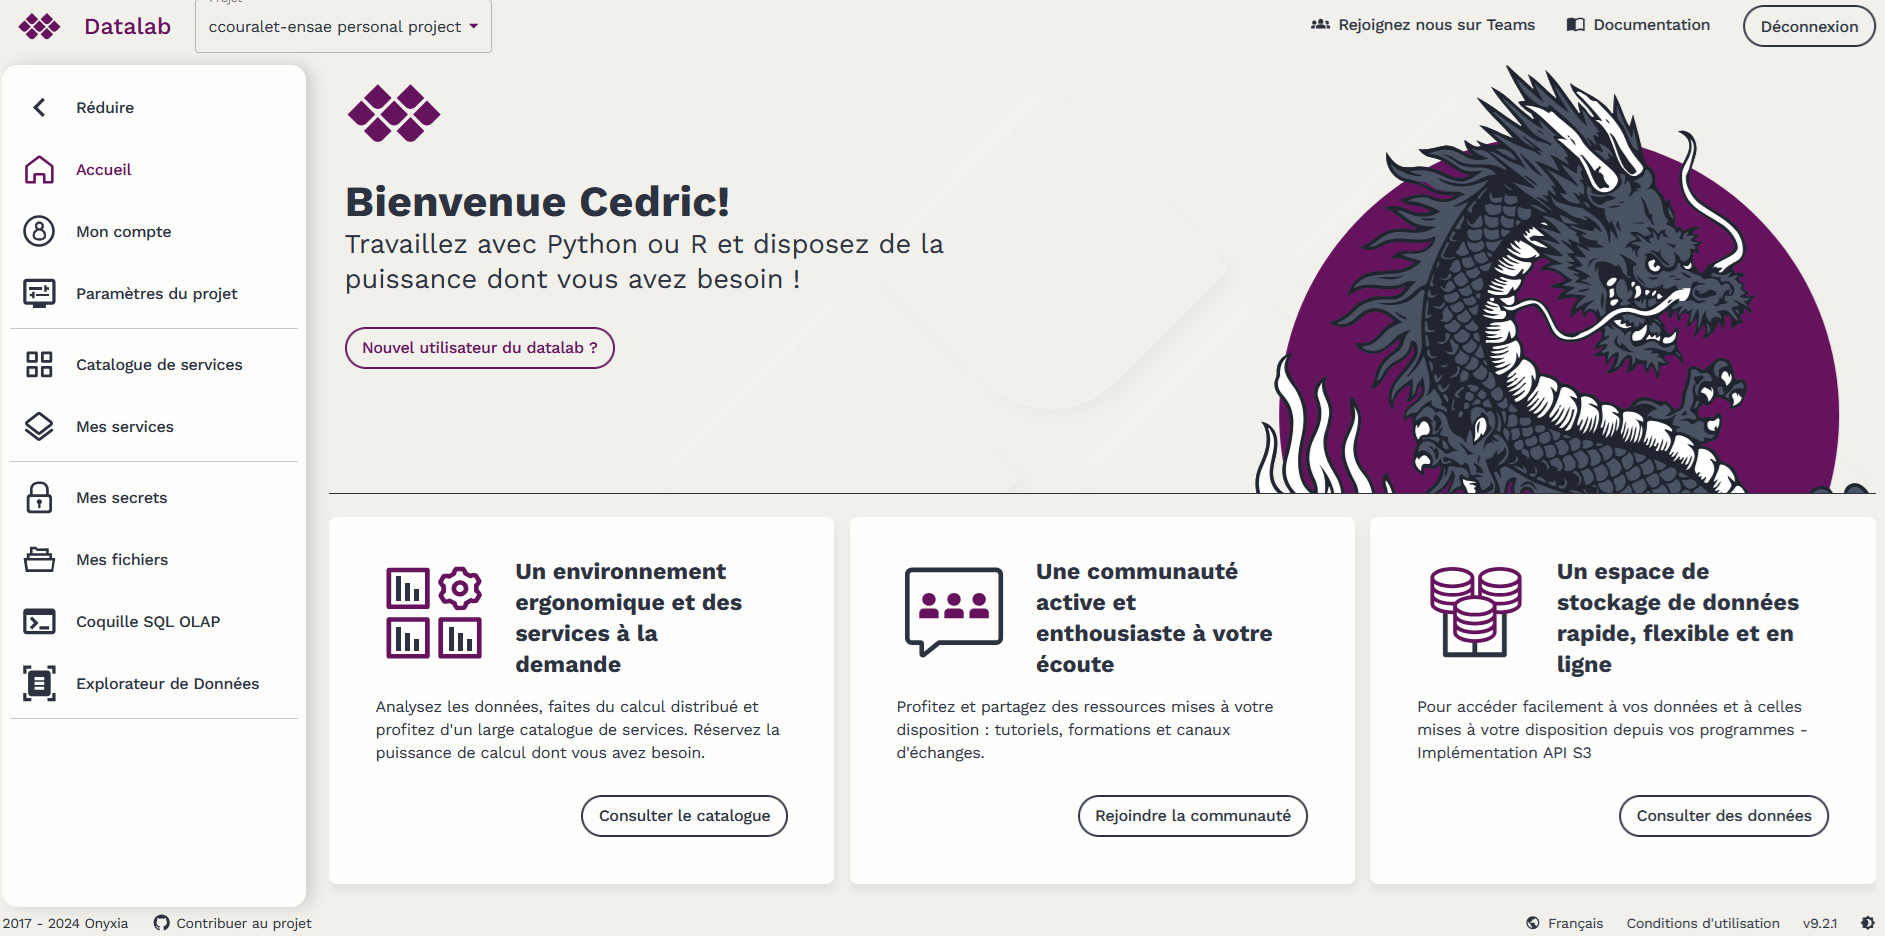 Projet
Datalab
ccouralet-ensae personal project
Rejoignez nous sur Teams
Documentation
Déconnexion
Réduire
Accueil
Mon compte
Paramètres du projet
Catalogue de services
Mes services
Mes secrets
Mes fichiers
Coquille SQL OLAP
Explorateur de Données
Bienvenue Cedric!
Travaillez avec Python ou R et disposez de la
puissance dont vous avez besoin !
Nouvel utilisateur du datalab ?
Un environnement
ergonomique et des
services à la
demande
Analysez les données, faites du calcul distribué et
profitez d'un large catalogue de services. Réservez la
puissance de calcul dont vous avez besoin.
Consulter le catalogue
Une communauté
active et
enthousiaste à votre
écoute
Profitez et partagez des ressources mises à votre
disposition : tutoriels, formations et canaux
d'échanges.
Rejoindre la communauté
Un espace de
stockage de données
rapide, flexible et en
ligne
Pour accéder facilement à vos données et à celles
mises à votre disposition depuis vos programmes -
Implémentation API S3
Consulter des données
2017 - 2024 Onyxia
Contribuer au projet
Français
Conditions d'utilisation
v9.2.1